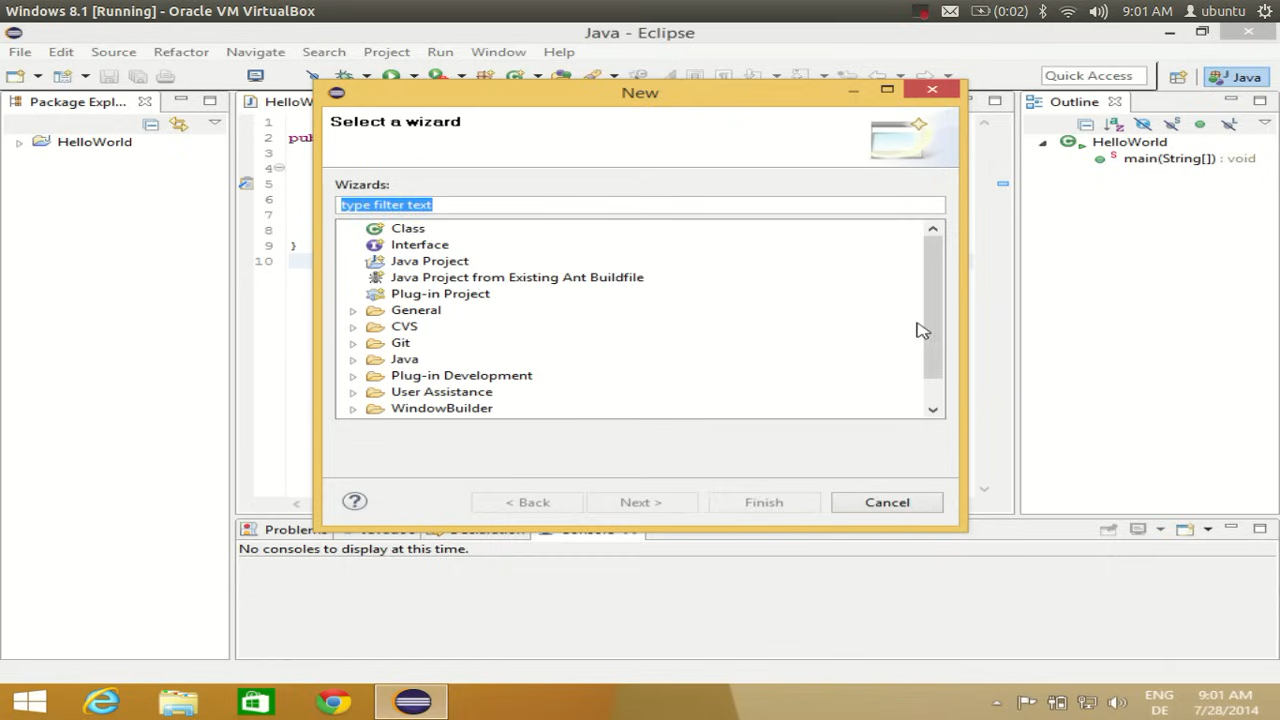 Windows 8.1 [Running] - Oracle VM VirtualBox
(0:02)
9:01 AM
ubuntu
Java - Eclipse
File Edit Source Refactor Navigate Search Project Run Window Help
Quick Access
Java
Package Expl...
HelloWorld
HelloW
1
2 pub
3
4
5
6
7
8
9 }
10
New
Select a wizard
Wizards:
type filter text
Class
Interface
Java Project
Java Project from Existing Ant Buildfile
Plug-in Project
General
CVS
Git
Java
Plug-in Development
User Assistance
WindowBuilder
< Back
Next >
Finish
Cancel
Outline
HelloWorld
main(String[]) : void
Problems
No consoles to display at this time.
ENG
DE
9:01 AM
7/28/2014